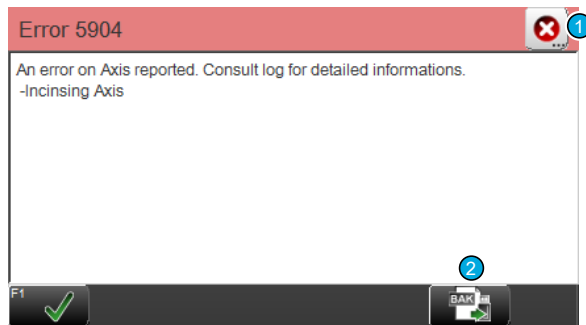 Error 5904
1
An error on Axis reported. Consult log for detailed informations.
-Incinsing Axis
2
F1
BAK